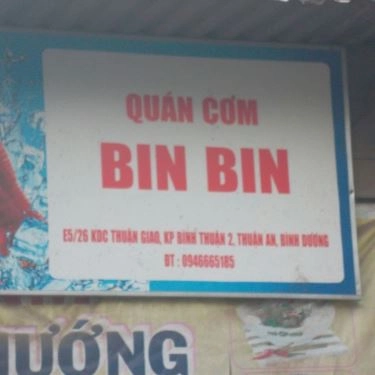 QUÁN CƠM
BIN BIN
E5/26 KDC THUẬN GIAO, KP BÌNH THUẬN 2, THUẬN AN, BÌNH DƯƠNG
ĐT : 0946665185
ƯỚNG